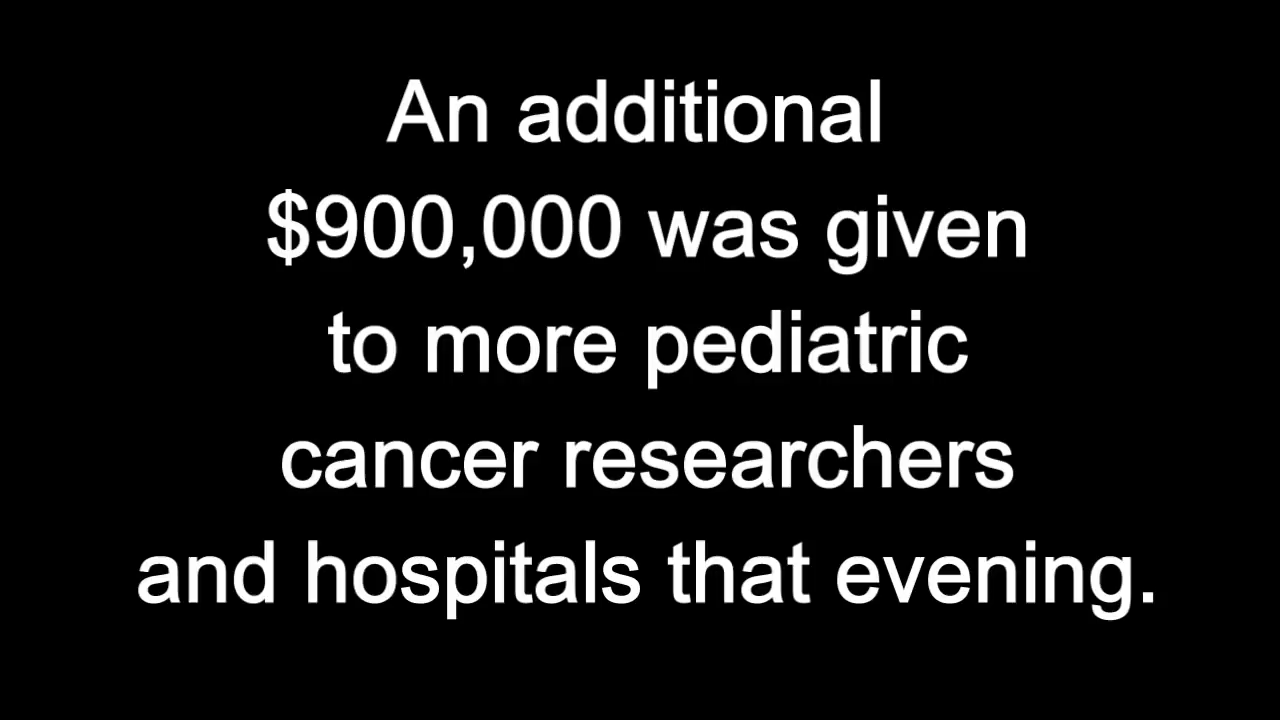 An additional
$900,000 was given
to more pediatric
cancer researchers
and hospitals that evening.